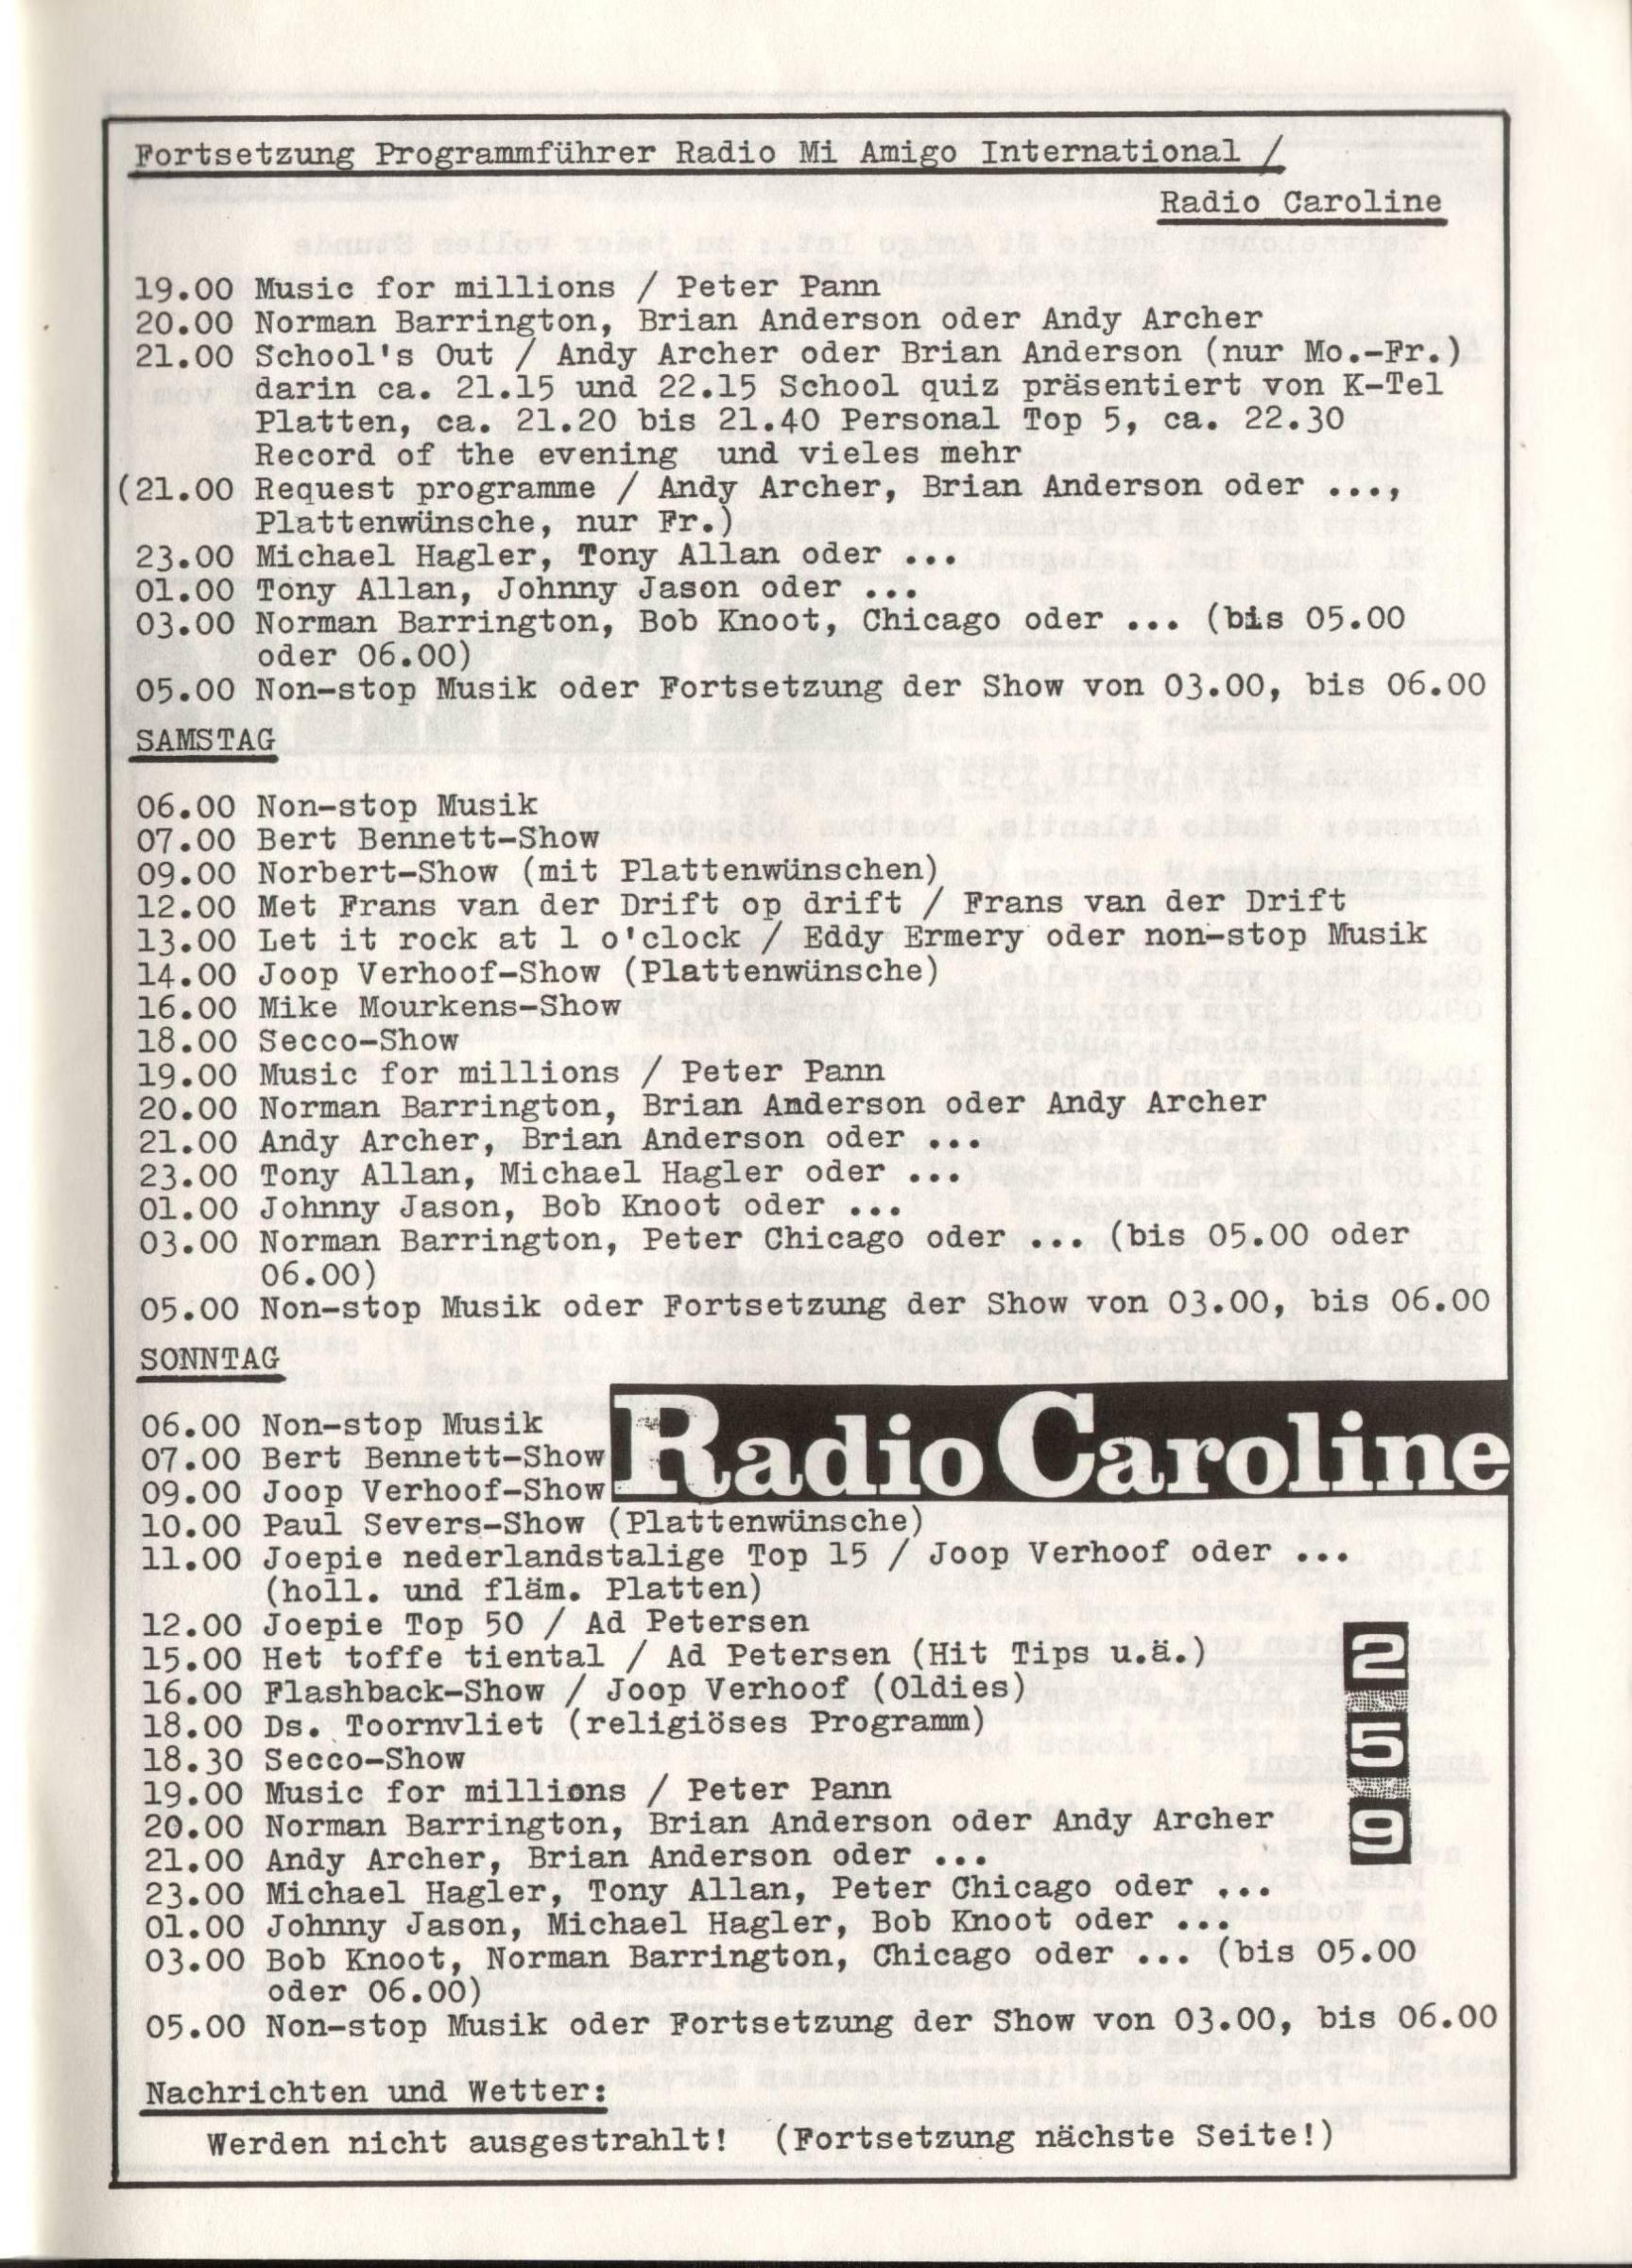 Fortsetzung Programmführer Radio Mi Amigo International /
Radio Caroline
19.00 Music for millions / Peter Pann
20.00 Norman Barrington, Brian Anderson oder Andy Archer
21.00 School's Out / Andy Archer oder Brian Anderson (nur Mo.-Fr.)
darin ca. 21.15 und 22.15 School quiz präsentiert von K-Tel
Platten, ca. 21.20 bis 21.40 Personal Top 5, ca. 22.30
Record of the evening und vieles mehr
(21.00 Request programme / Andy Archer, Brian Anderson oder ...,
Plattenwünsche, nur Fr.)
23.00 Michael Hagler, Tony Allan oder ...
01.00 Tony Allan, Johnny Jason oder ...
03.00 Norman Barrington, Bob Knoot, Chicago oder ... (bis 05.00
oder 06.00)
05.00 Non-stop Musik oder Fortsetzung der Show von 03.00, bis 06.00
SAMSTAG
06.00 Non-stop Musik
07.00 Bert Bennett-Show
09.00 Norbert-Show (mit Plattenwünschen)
12.00 Met Frans van der Drift op drift / Frans van der Drift
13.00 Let it rock at 1 o'clock / Eddy Ermery oder non-stop Musik
14.00 Joop Verhoof-Show (Plattenwünsche)
16.00 Mike Mourkens-Show
18.00 Secco-Show
19.00 Music for millions / Peter Pann
20.00 Norman Barrington, Brian Anderson oder Andy Archer
21.00 Andy Archer, Brian Anderson oder ...
23.00 Tony Allan, Michael Hagler oder ...
01.00 Johnny Jason, Bob Knoot oder ...
03.00 Norman Barrington, Peter Chicago oder ... (bis 05.00 oder
06.00)
05.00 Non-stop Musik oder Fortsetzung der Show von 03.00, bis 06.00
SONNTAG
Radio Caroline
06.00 Non-stop Musik
07.00 Bert Bennett-Show
09.00 Joop Verhoof-Show
10.00 Paul Severs-Show (Plattenwünsche)
11.00 Joepie nederlandstalige Top 15 / Joop Verhoof oder ...
(holl. und fläm. Platten)
12.00 Joepie Top 50 / Ad Petersen
15.00 Het toffe tiental / Ad Petersen (Hit Tips u.ä.)
16.00 Flashback-Show / Joop Verhoof (Oldies)
18.00 Ds. Toornvliet (religiöses Programm)
18.30 Secco-Show
19.00 Music for millions / Peter Pann
20.00 Norman Barrington, Brian Anderson oder Andy Archer
21.00 Andy Archer, Brian Anderson oder ...
23.00 Michael Hagler, Tony Allan, Peter Chicago oder ...
01.00 Johnny Jason, Michael Hagler, Bob Knoot oder ...
03.00 Bob Knoot, Norman Barrington, Chicago oder ... (bis 05.00
oder 06.00)
05.00 Non-stop Musik oder Fortsetzung der Show von 03.00, bis 06.00
2
5
9
Nachrichten und Wetter:
Werden nicht ausgestrahlt! (Fortsetzung nächste Seite!)